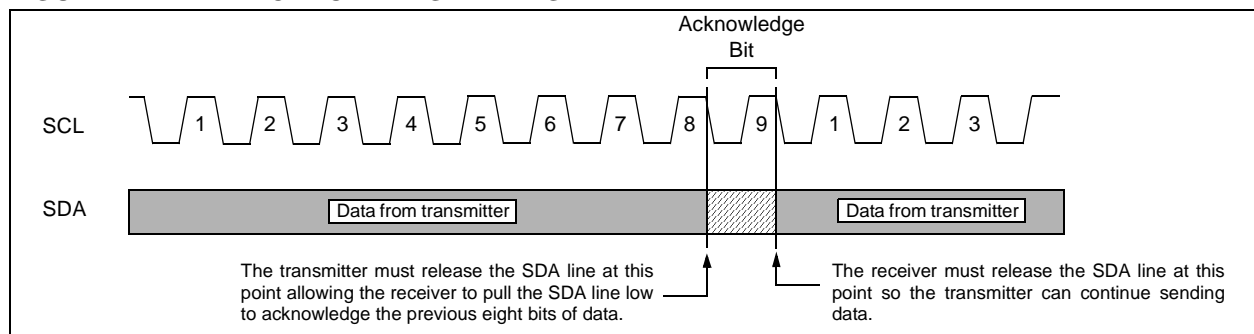 Acknowledge
Bit
SCL
1 2 3 4 5 6 7 8 9 1 2 3
SDA
Data from transmitter
Data from transmitter
The transmitter must release the SDA line at this
point allowing the receiver to pull the SDA line low
to acknowledge the previous eight bits of data.
The receiver must release the SDA line at this
point so the transmitter can continue sending
data.